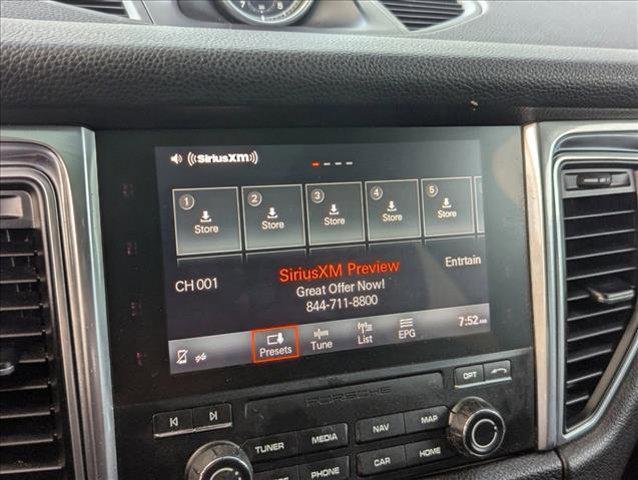 ((SiriusXM))
1 2 3 4 5
Store Store Store Store Store
SiriusXM Preview
CH 001 Entrtain
Great Offer Now!
844-711-8800
Presets Tune List EPG 7:52 AM
PORSCHE
OPT
TUNER MEDIA NAV MAP
PHONE CAR HOME